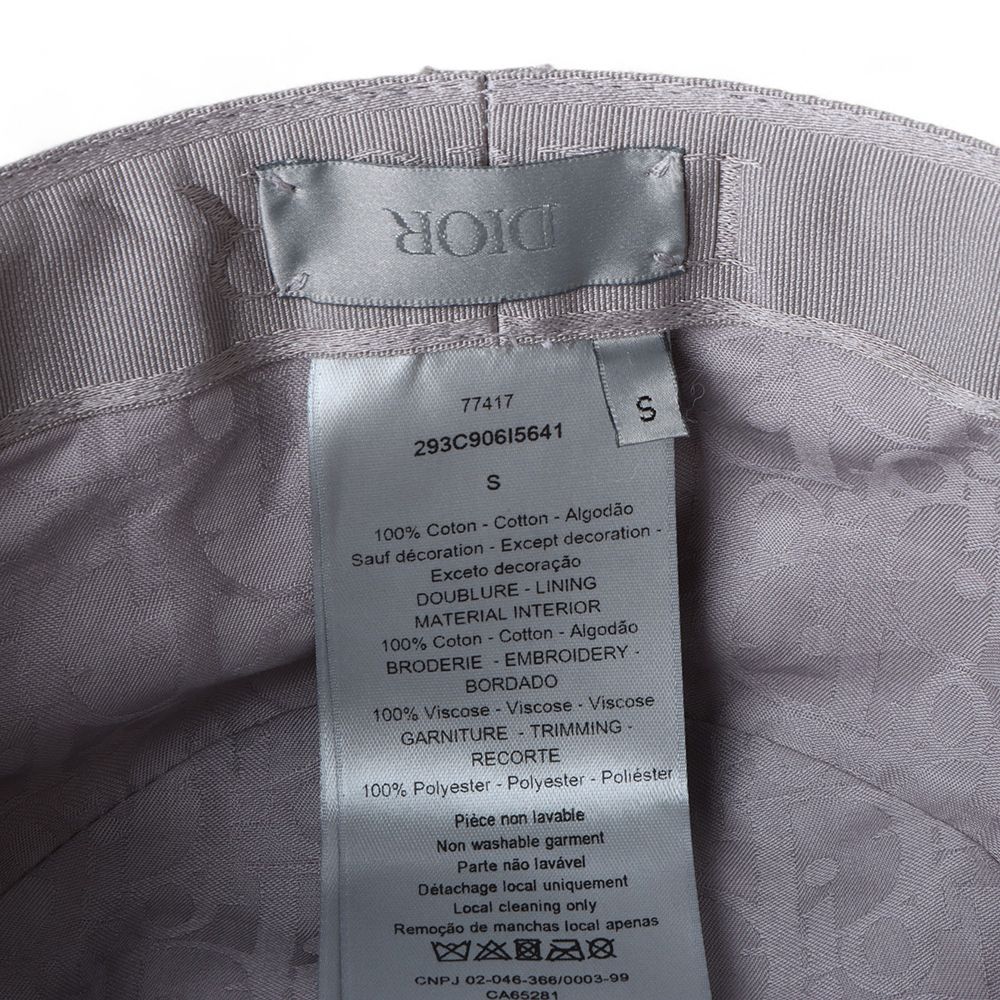 DIOR
S
77417
293C906I5641
S
100% Coton - Cotton - Algodão
Sauf décoration - Except decoration -
Exceto decoração
DOUBLURE - LINING
MATERIAL INTERIOR
100% Coton - Cotton - Algodão
BRODERIE - EMBROIDERY -
BORDADO
100% Viscose - Viscose - Viscose
GARNITURE - TRIMMING -
RECORTE
100% Polyester - Polyester - Poliéster
Pièce non lavable
Non washable garment
Parte não lavável
Détachage local uniquement
Local cleaning only
Remoção de manchas local apenas
CNPJ 02-046-366/0003-99
CA65281